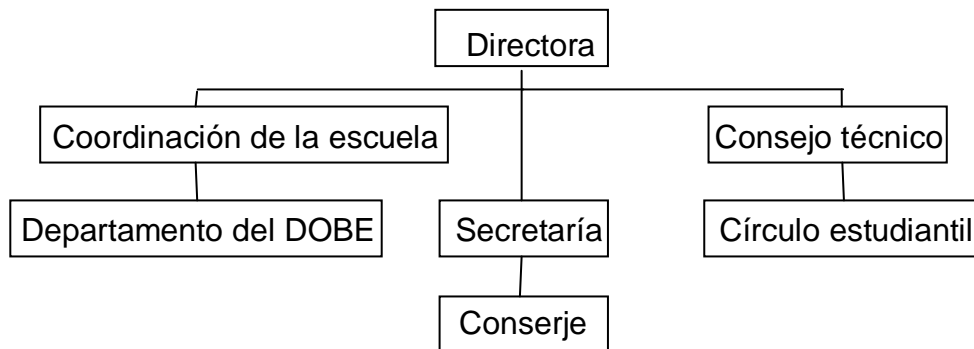 Directora
Coordinación de la escuela
Consejo técnico
Departamento del DOBE
Secretaría
Círculo estudiantil
Conserje